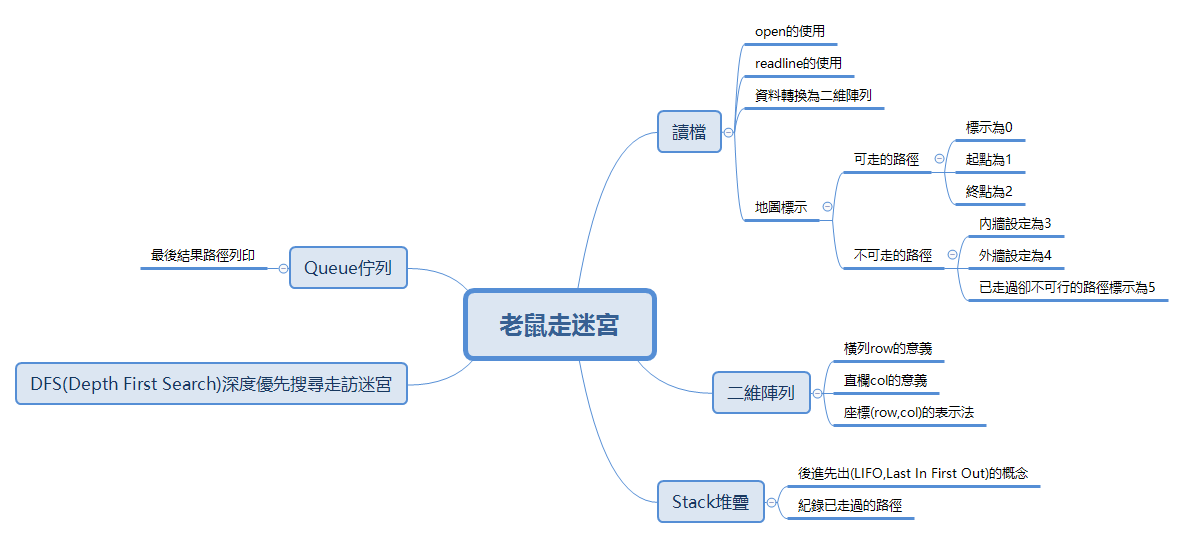 老鼠走迷宮
讀檔
open的使用
readline的使用
資料轉換為二維陣列
地圖標示
可走的路徑
標示為0
起點為1
終點為2
不可走的路徑
內牆設定為3
外牆設定為4
已走過卻不可行的路徑標示為5
二維陣列
橫列row的意義
直欄col的意義
座標(row,col)的表示法
Stack堆疊
後進先出(LIFO,Last In First Out)的概念
紀錄已走過的路徑
Queue佇列
最後結果路徑列印
DFS(Depth First Search)深度優先搜尋走訪迷宮